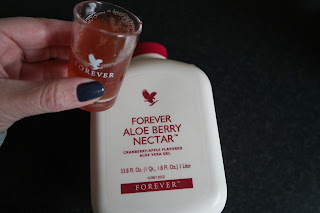 FOREVER
FOREVER
ALOE BERRY
NECTAR™
CRANBERRY-APPLE FLAVORED
ALOE VERA GEL
33.8 Fl. Oz. (1 Qt., 1.8 Fl. Oz.) 1 Liter
FOREVER